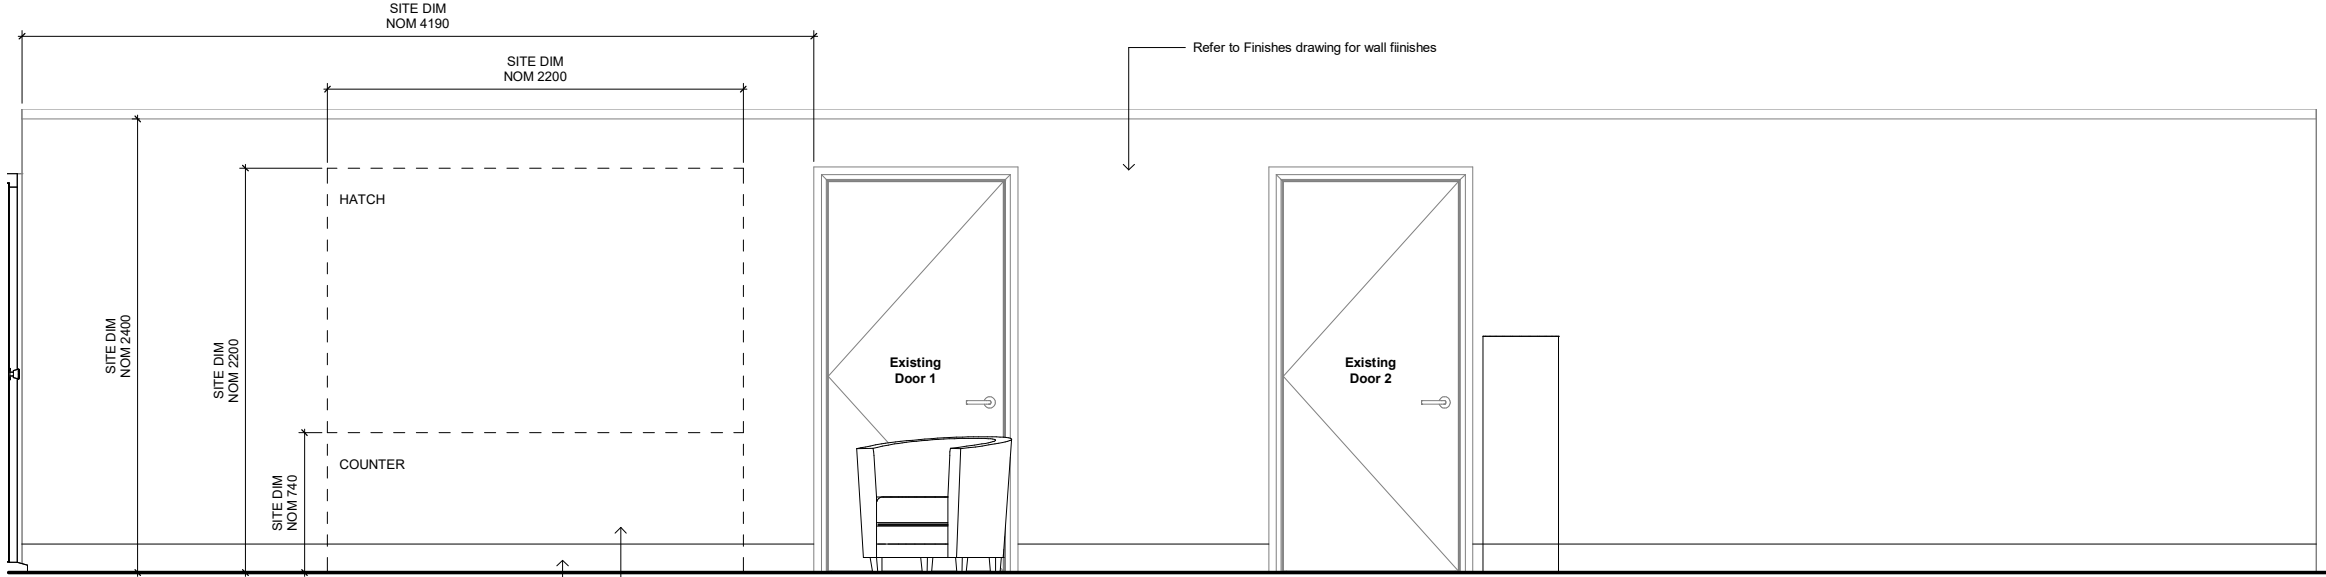 SITE DIM
NOM 4190
SITE DIM
NOM 2200
Refer to Finishes drawing for wall fiinishes
HATCH
SITE DIM
NOM 2400
SITE DIM
NOM 2200
Existing
Door 1
Existing
Door 2
COUNTER
SITE DIM
NOM 740